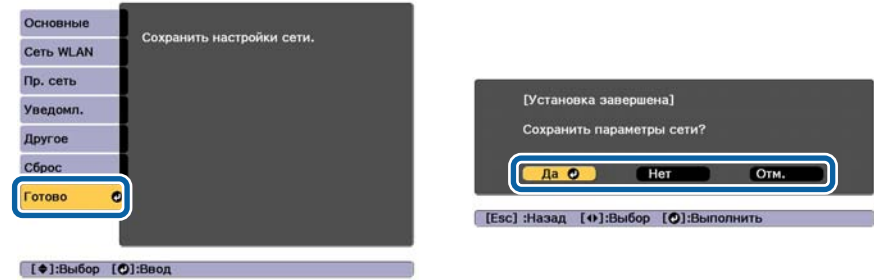 Основные
Сеть WLAN
Пр. сеть
Уведомл.
Другое
Сброс
Готово
Сохранить настройки сети.
[]:Выбор []:Ввод
[Установка завершена]
Сохранить параметры сети?
Да Нет Отм.
[Esc] :Назад []:Выбор []:Выполнить